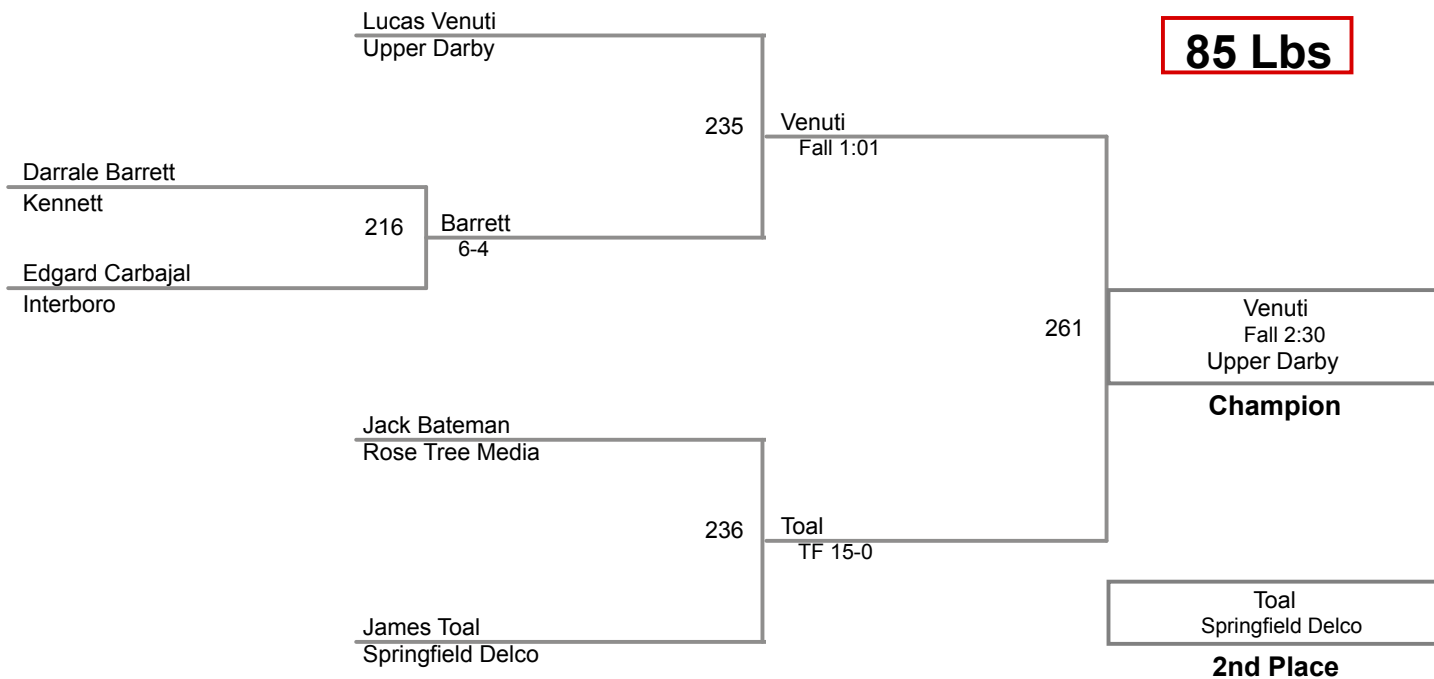 Lucas Venuti
Upper Darby
85 Lbs
235
Venuti
Fall 1:01
Darrale Barrett
Kennett
216
Barrett
6-4
Edgard Carbajal
Interboro
261
Venuti
Fall 2:30
Upper Darby
Champion
Jack Bateman
Rose Tree Media
236
Toal
TF 15-0
James Toal
Springfield Delco
Toal
Springfield Delco
2nd Place